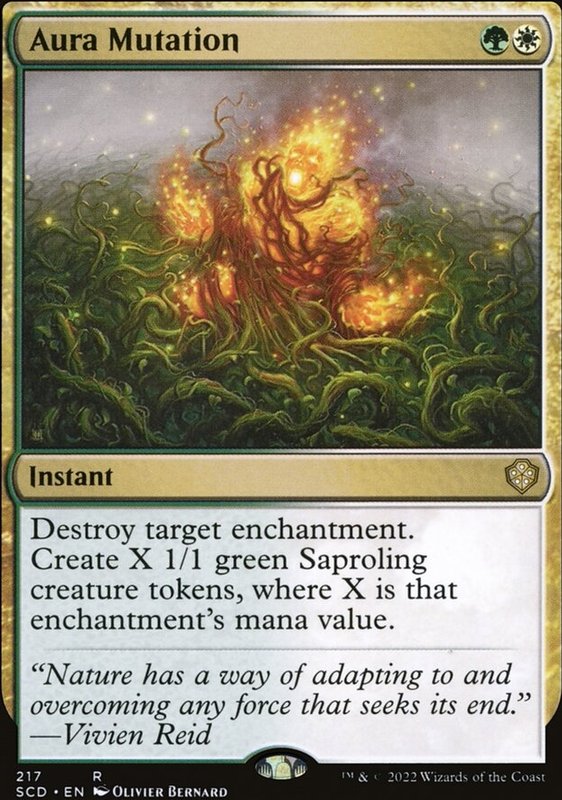 Aura Mutation
Instant
Destroy target enchantment.
Create X 1/1 green Saproling
creature tokens, where X is that
enchantment's mana value.
“Nature has a way of adapting to and
overcoming any force that seeks its end.”
—Vivien Reid
217 R
SCD • EN OLIVIER BERNARD
™ & © 2022 Wizards of the Coast